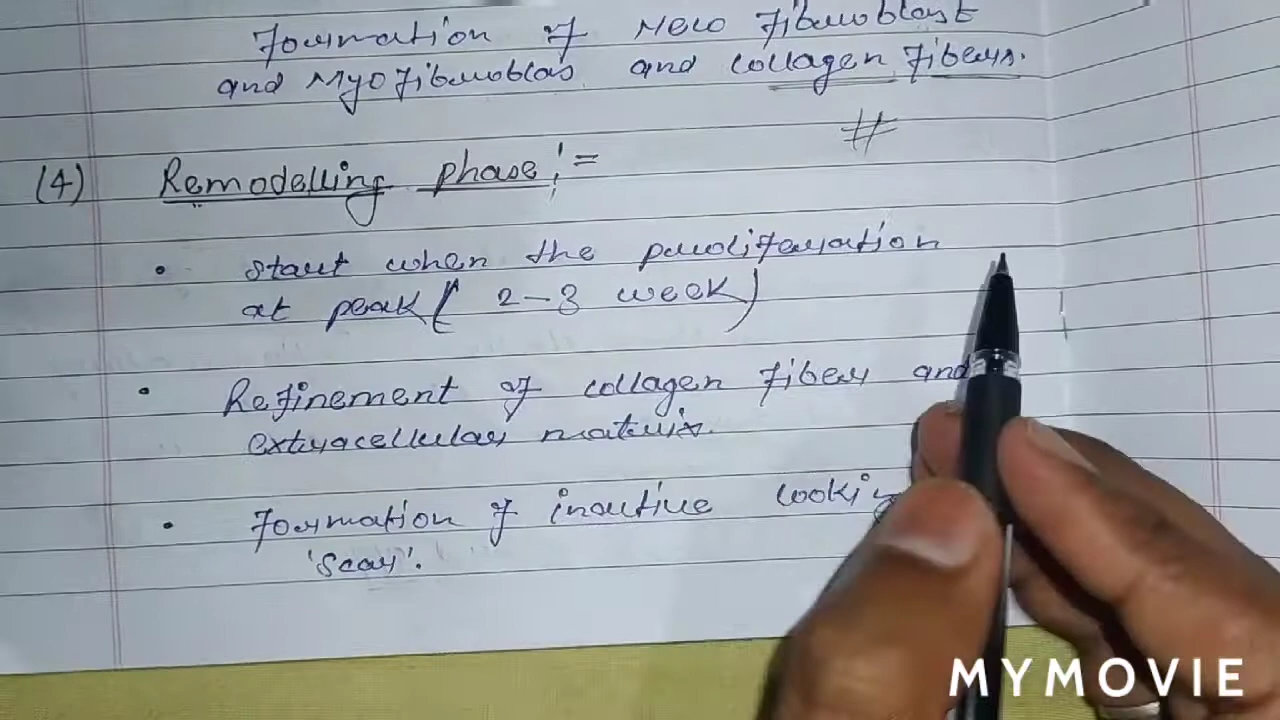 Formation of New Fibroblast
and Myofibroblas and collagen fibers.
#
(4) Remodelling phase :=
• start when the proliferation
at peak ( 2-3 week)
• Refinement of collagen fibers and
extracellular matrix.
• Formation of inactive looking
'Scar'.
MYMOVIE